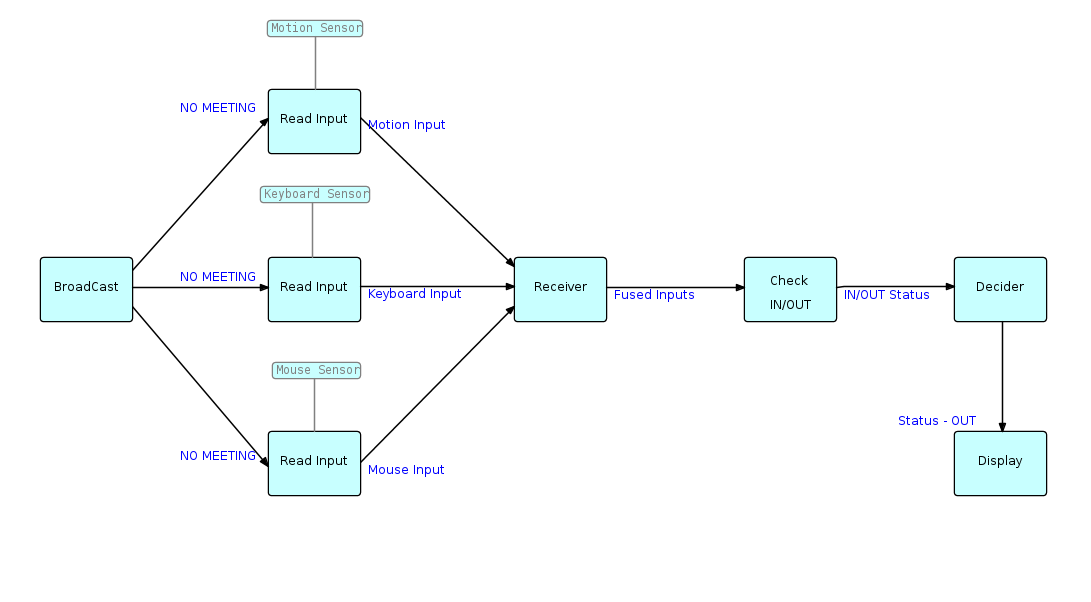 Motion Sensor
NO MEETING
Read Input
Motion Input
Keyboard Sensor
BroadCast
NO MEETING
Read Input
Keyboard Input
Receiver
Fused Inputs
Check
IN/OUT
IN/OUT Status
Decider
Mouse Sensor
NO MEETING
Read Input
Mouse Input
Status - OUT
Display